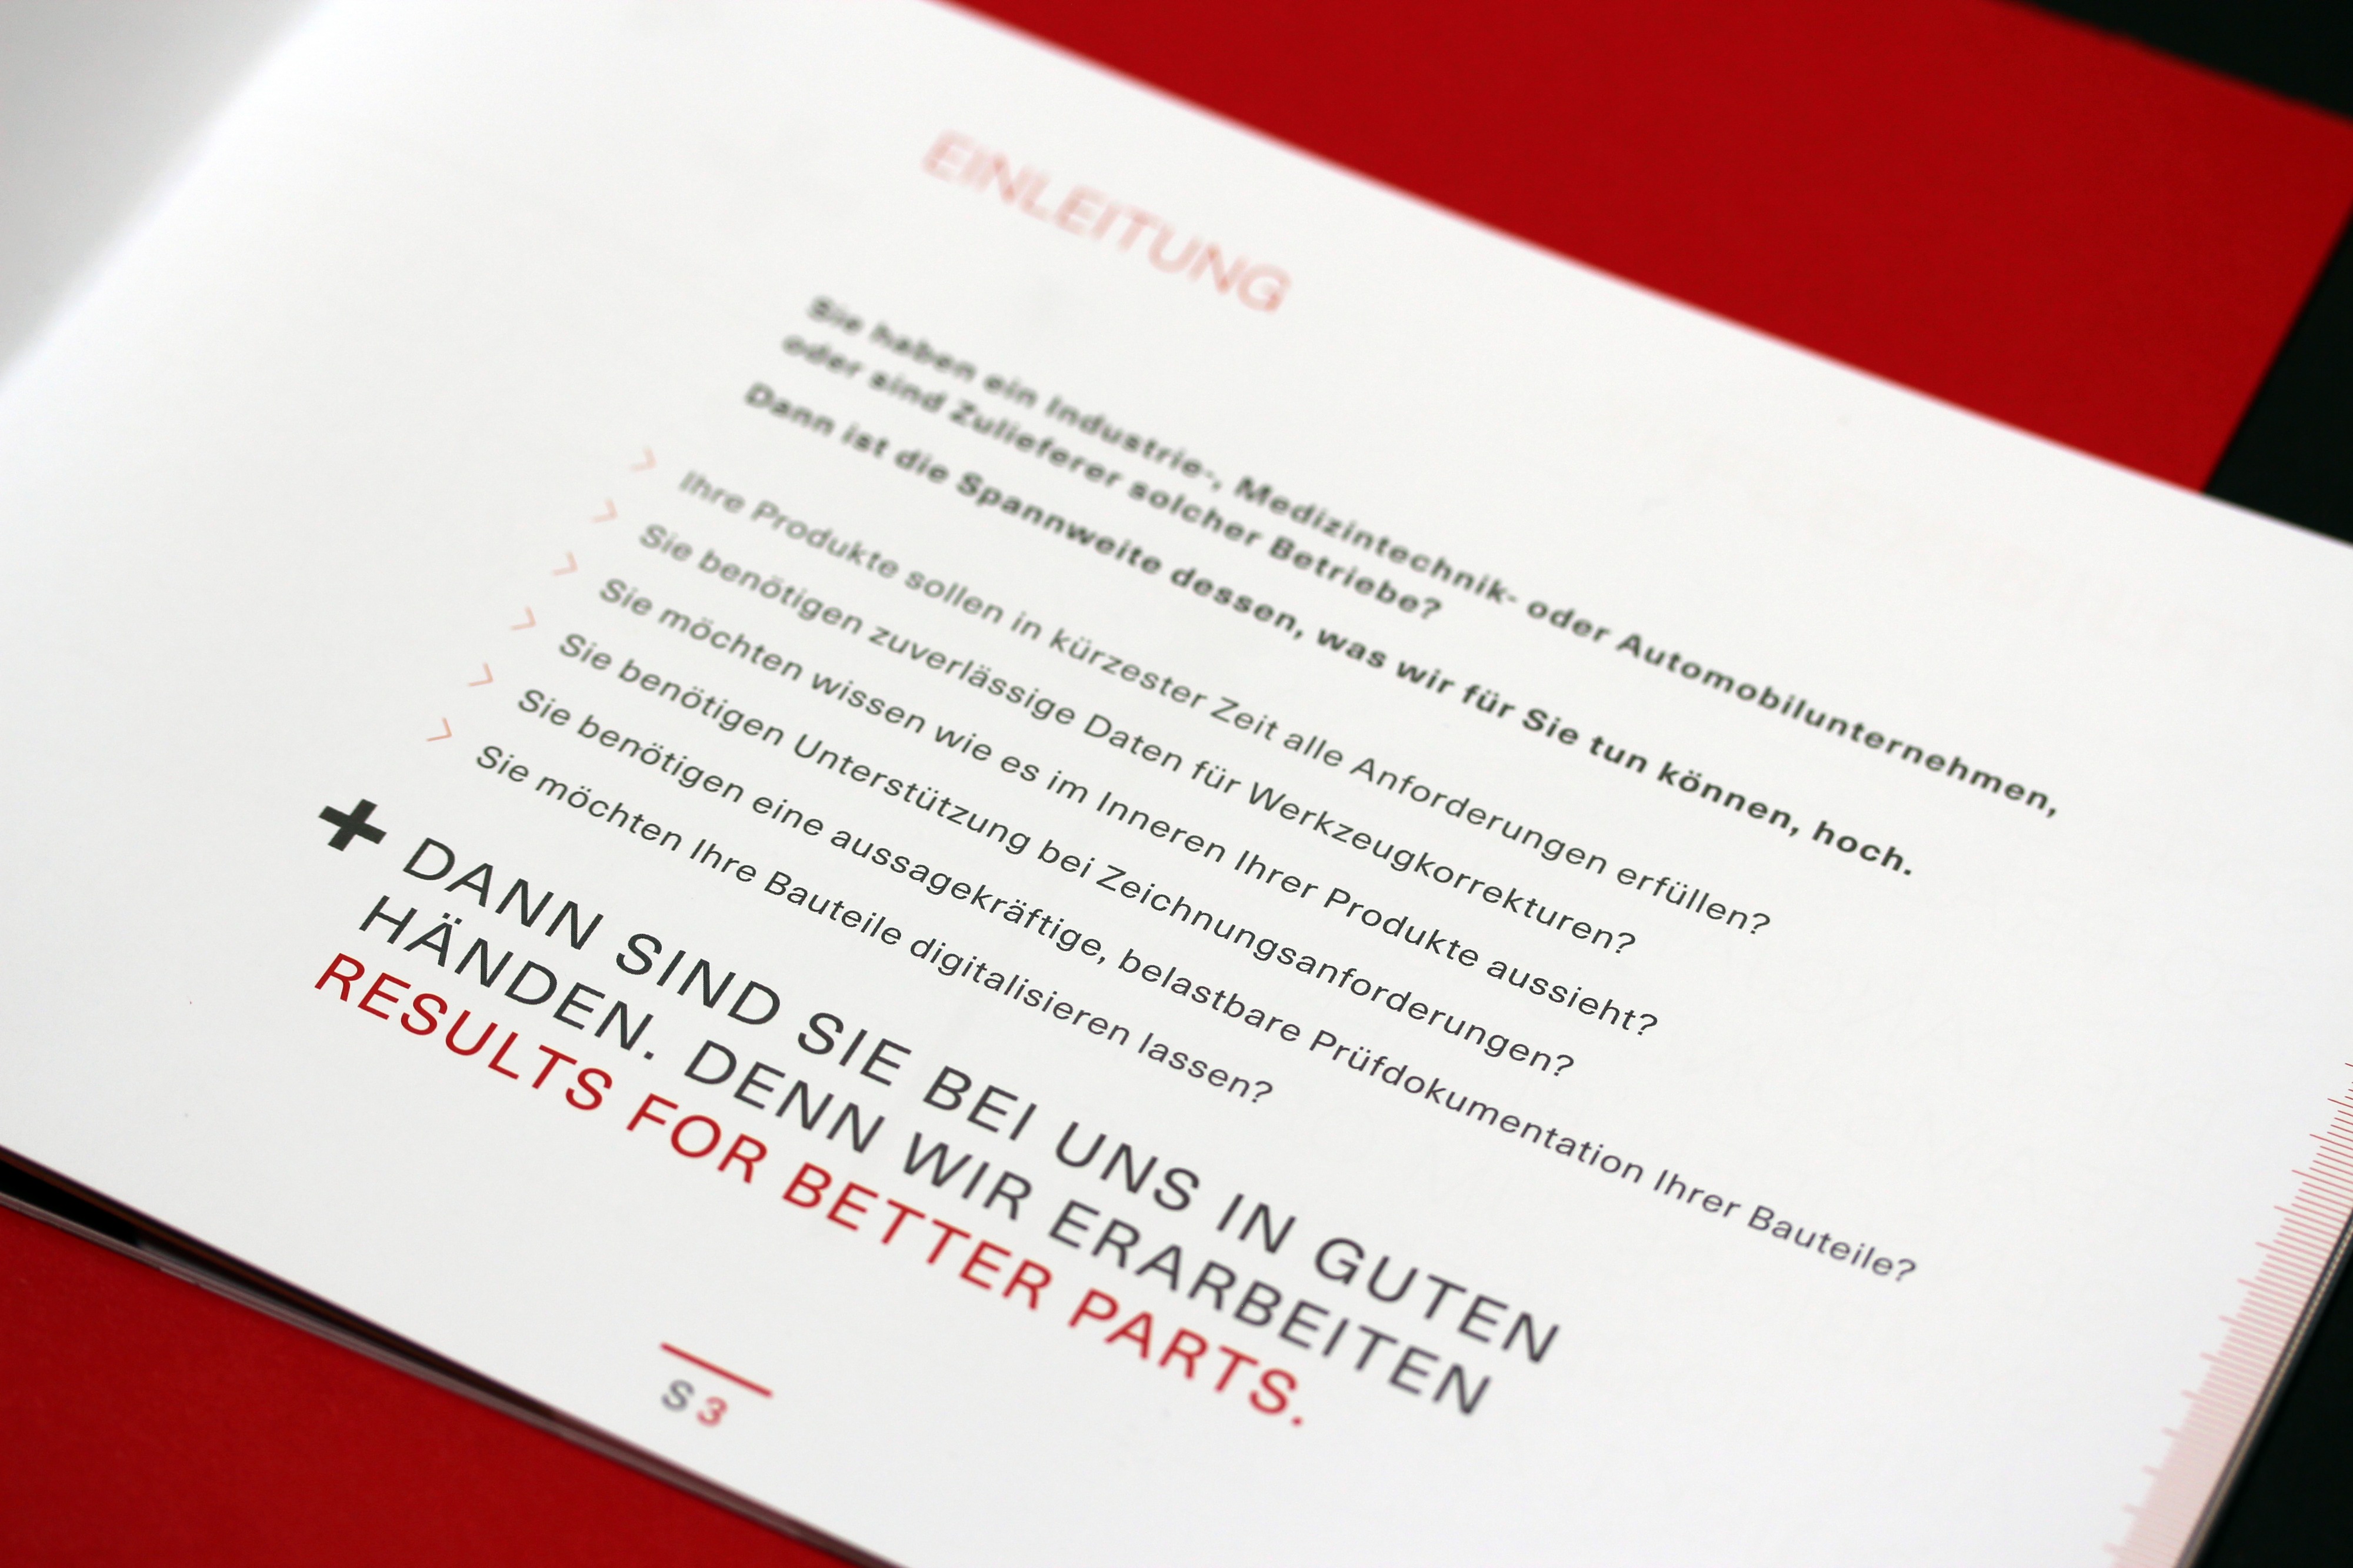 EINLEITUNG
Sie haben ein Industrie-, Medizintechnik- oder Automobilunternehmen,
oder sind Zulieferer solcher Betriebe?
Dann ist die Spannweite dessen, was wir für Sie tun können, hoch.
› Ihre Produkte sollen in kürzester Zeit alle Anforderungen erfüllen?
› Sie benötigen zuverlässige Daten für Werkzeugkorrekturen?
› Sie möchten wissen wie es im Inneren Ihrer Produkte aussieht?
› Sie benötigen Unterstützung bei Zeichnungsanforderungen?
› Sie benötigen eine aussagekräftige, belastbare Prüfdokumentation Ihrer Bauteile?
› Sie möchten Ihre Bauteile digitalisieren lassen?
+ DANN SIND SIE BEI UNS IN GUTEN
HÄNDEN. DENN WIR ERARBEITEN
RESULTS FOR BETTER PARTS.
S 3